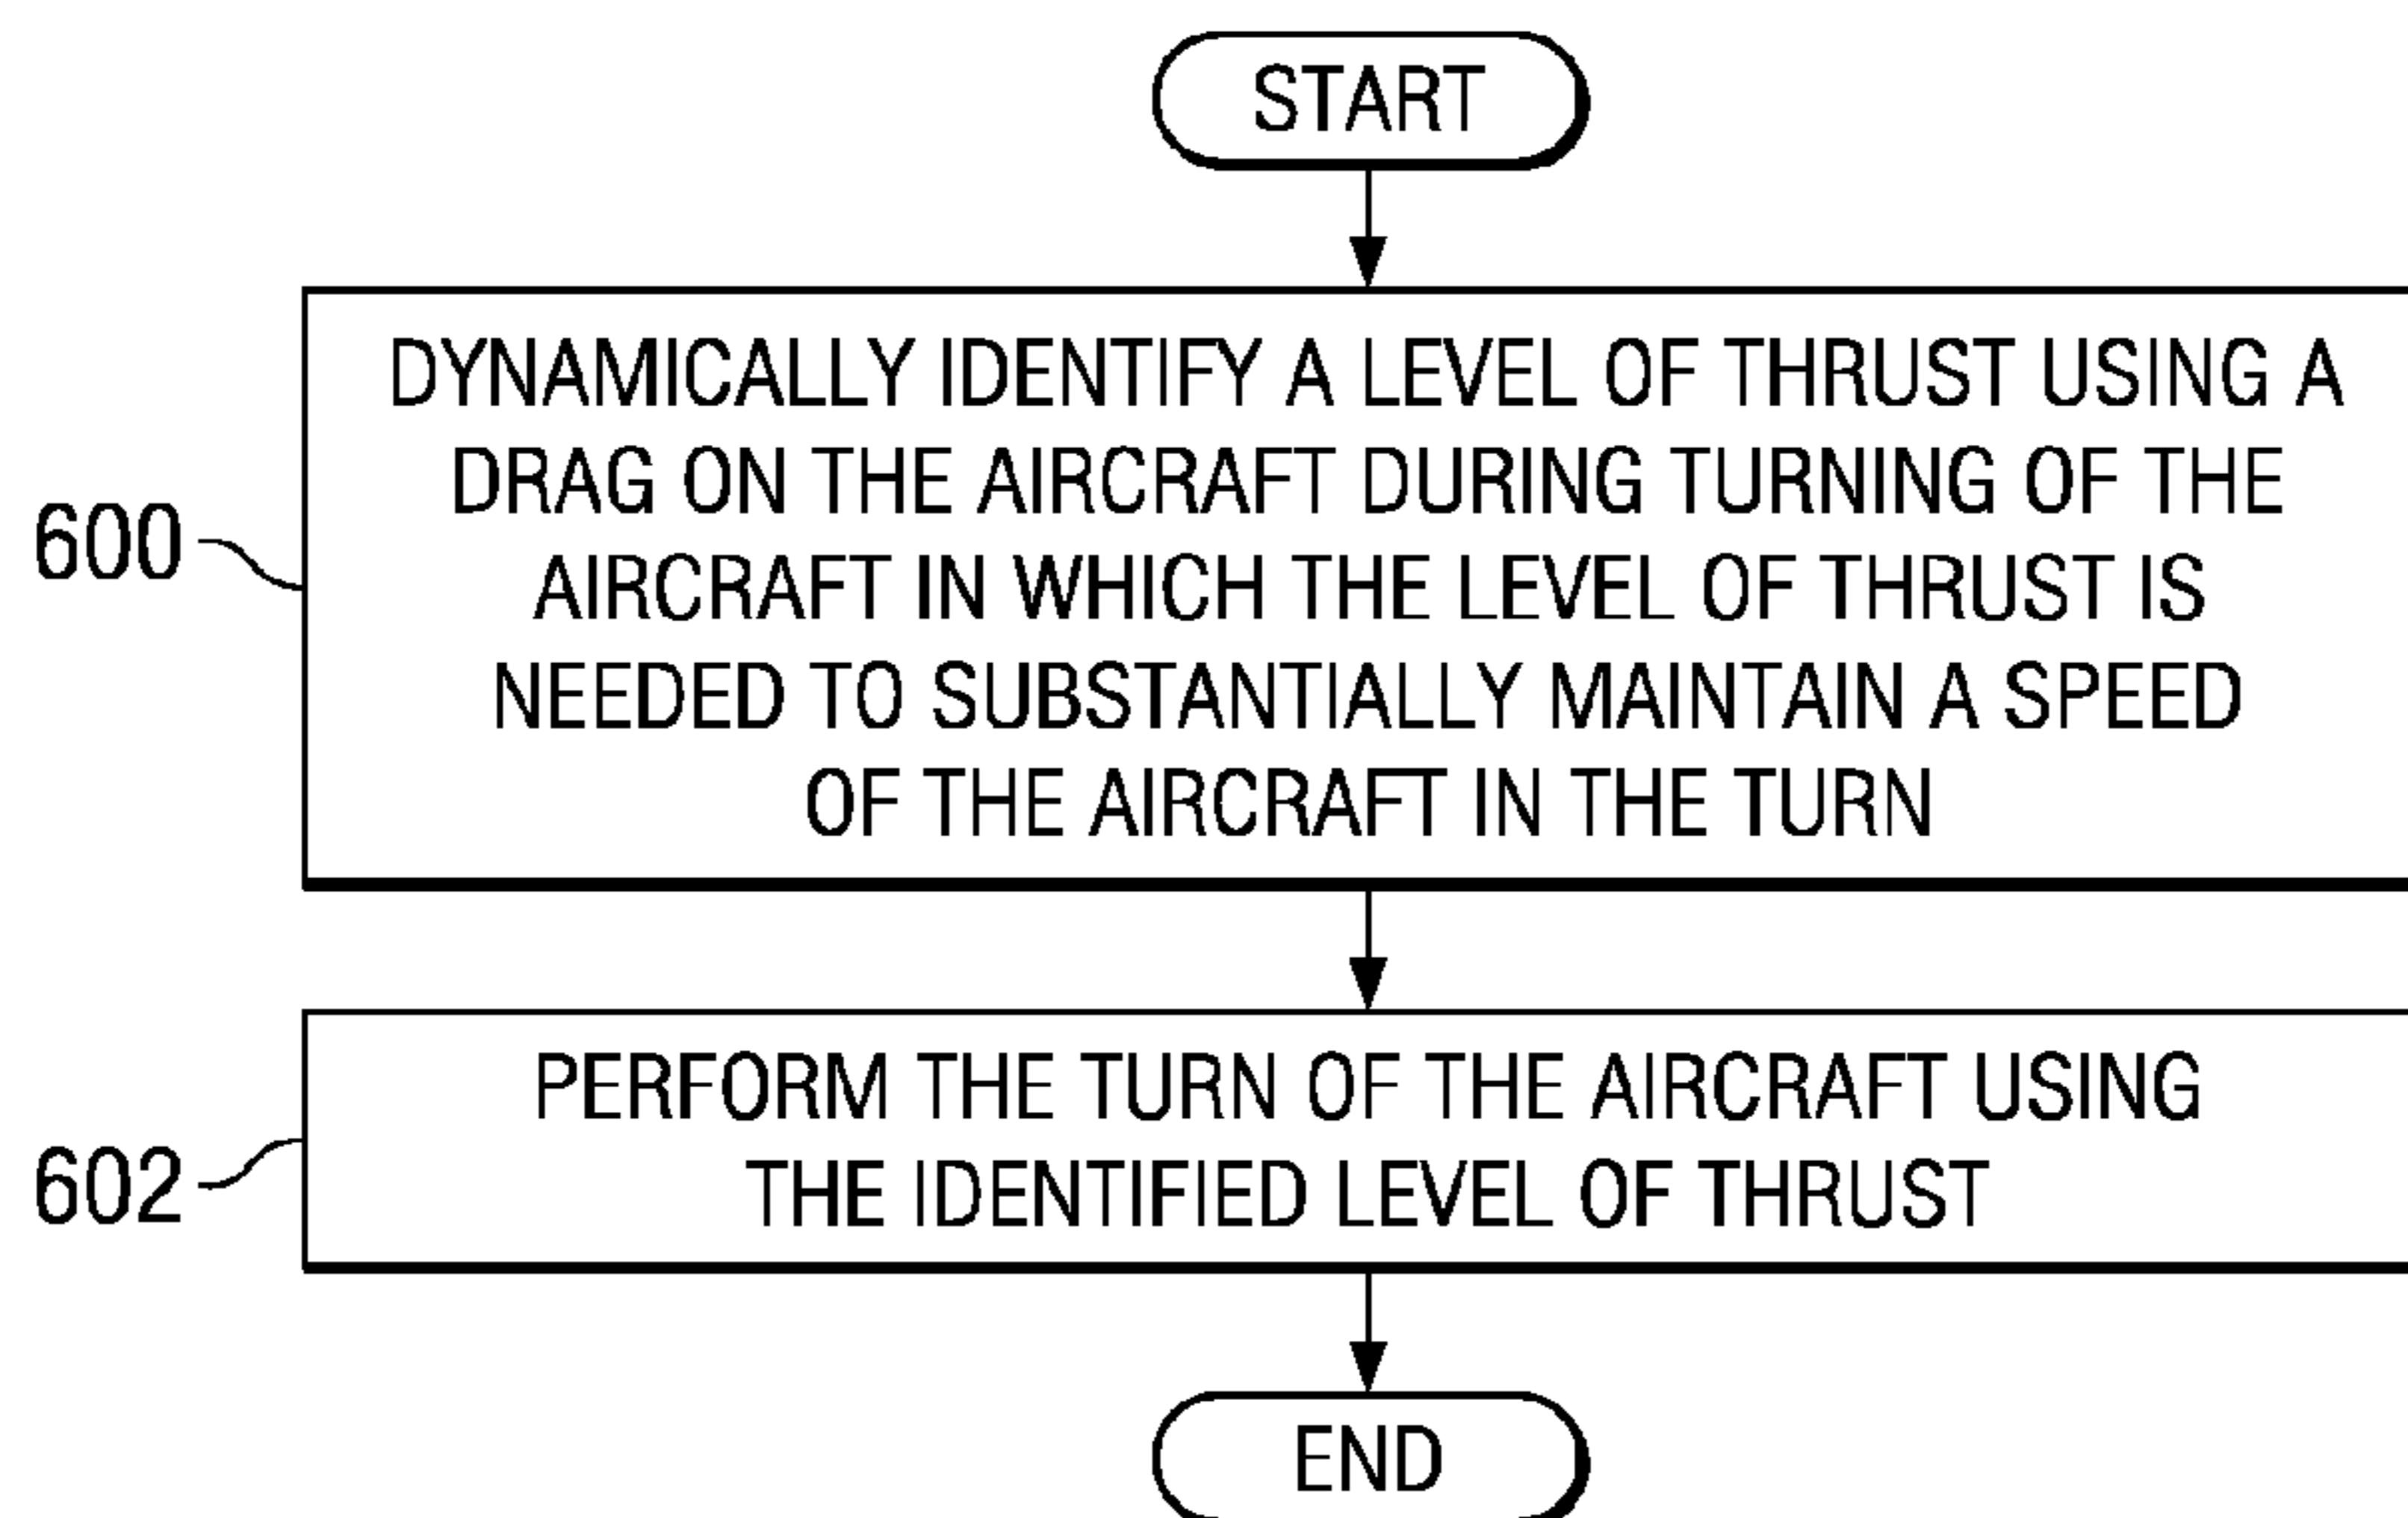 START
DYNAMICALLY IDENTIFY A LEVEL OF THRUST USING A
DRAG ON THE AIRCRAFT DURING TURNING OF THE
AIRCRAFT IN WHICH THE LEVEL OF THRUST IS
NEEDED TO SUBSTANTIALLY MAINTAIN A SPEED
OF THE AIRCRAFT IN THE TURN
600
PERFORM THE TURN OF THE AIRCRAFT USING
THE IDENTIFIED LEVEL OF THRUST
602
END